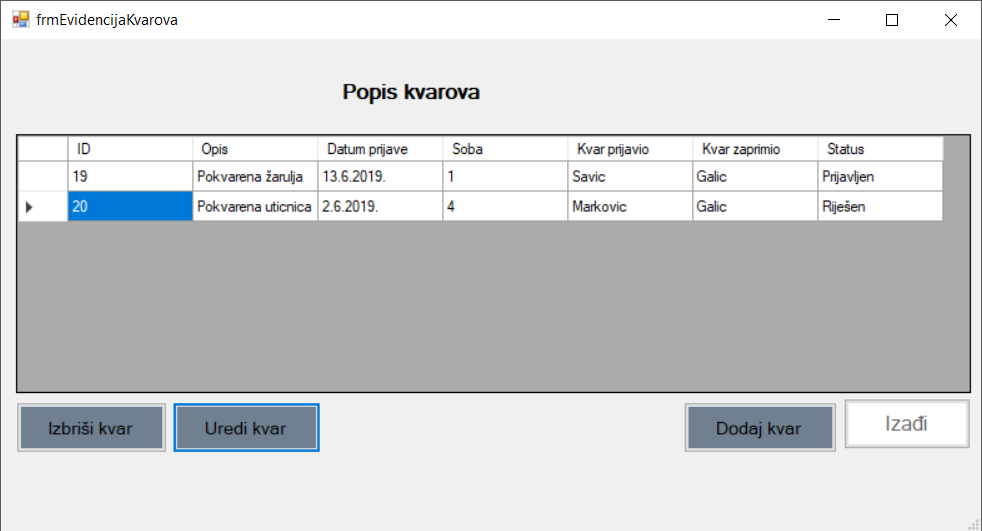 frmEvidencijaKvarova
Popis kvarova
ID Opis Datum prijave Soba Kvar prijavio Kvar zaprimio Status
19 Pokvarena žarulja 13.6.2019. 1 Savic Galic Prijavljen
20 Pokvarena uticnica 2.6.2019. 4 Markovic Galic Riješen
Izbriši kvar Uredi kvar Dodaj kvar Izađi